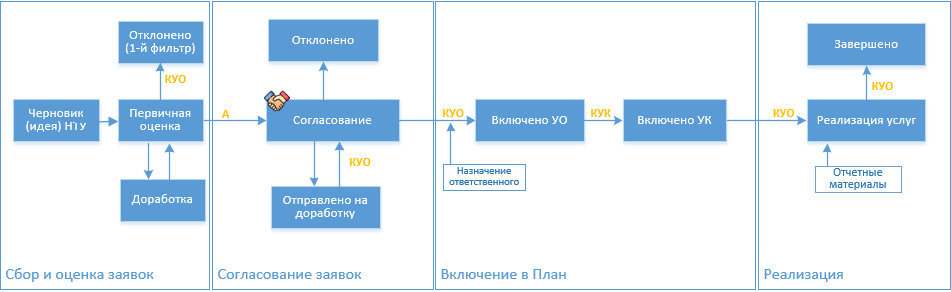 Отклонено
(1-й фильтр)
КУО
Черновик
(идея) НТУ
Первичная
оценка
Доработка
Сбор и оценка заявок
А
Отклонено
Согласование
КУО
Отправлено на
доработку
Согласование заявок
КУО
Включено УО
КУК
Включено УК
Назначение
ответственного
Включение в План
Завершено
КУО
КУО
Реализация услуг
Отчетные
материалы
Реализация